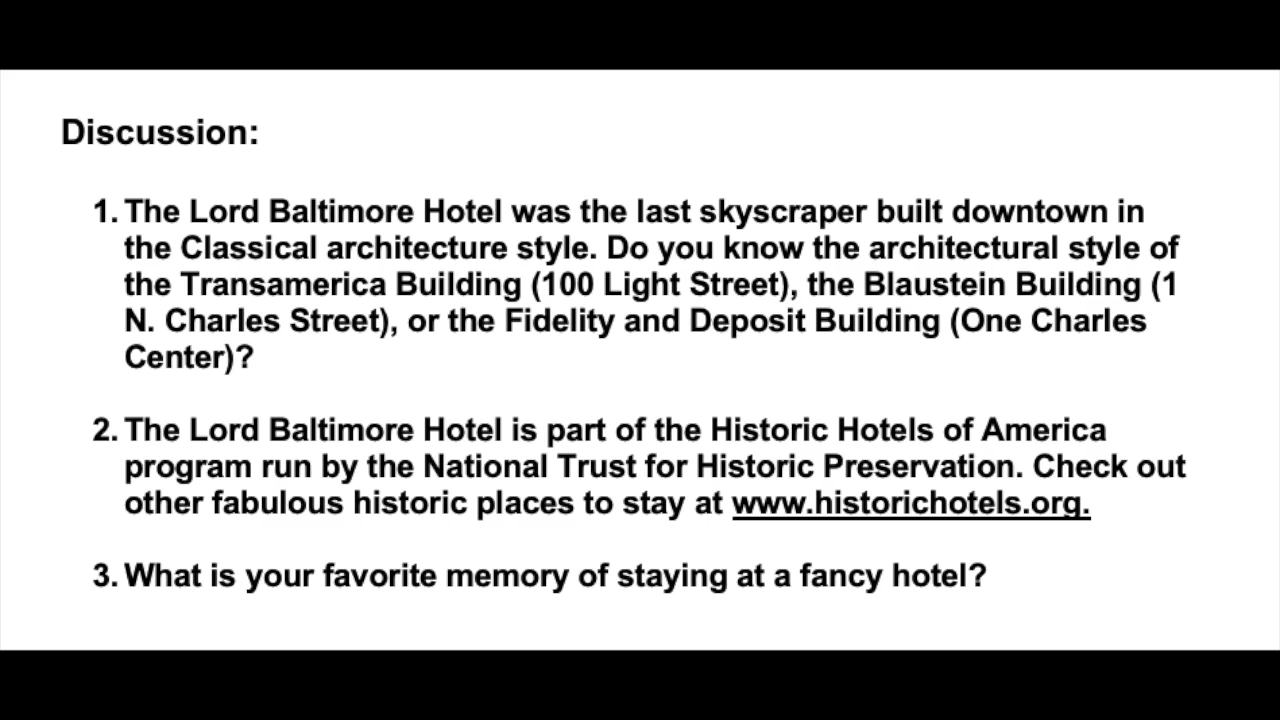 Discussion:
1. The Lord Baltimore Hotel was the last skyscraper built downtown in
the Classical architecture style. Do you know the architectural style of
the Transamerica Building (100 Light Street), the Blaustein Building (1
N. Charles Street), or the Fidelity and Deposit Building (One Charles
Center)?
2. The Lord Baltimore Hotel is part of the Historic Hotels of America
program run by the National Trust for Historic Preservation. Check out
other fabulous historic places to stay at www.historichotels.org.
3. What is your favorite memory of staying at a fancy hotel?